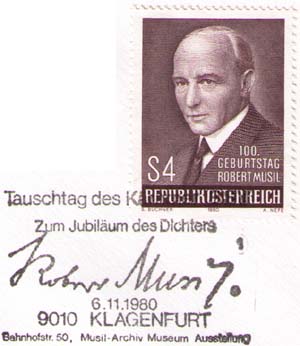 100.
GEBURTSTAG
ROBERT MUSIL
S4
REPUBLIK ÖSTERREICH
1980
Tauschtag des
Zum Jubiläum des Dichters
Robert Musil
6.11.1980
9010 KLAGENFURT
Bahnhofstr. 50, Musil-Archiv Museum Ausstellung